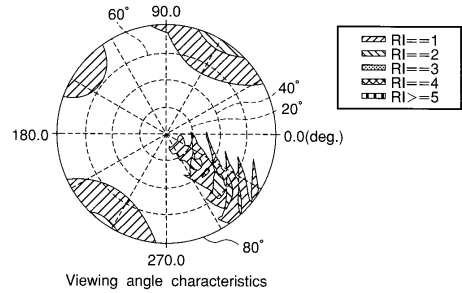 90.0
60°
40°
20°
180.0
0.0(deg.)
80°
270.0
RI==1
RI==2
RI==3
RI==4
RI>=5
Viewing angle characteristics